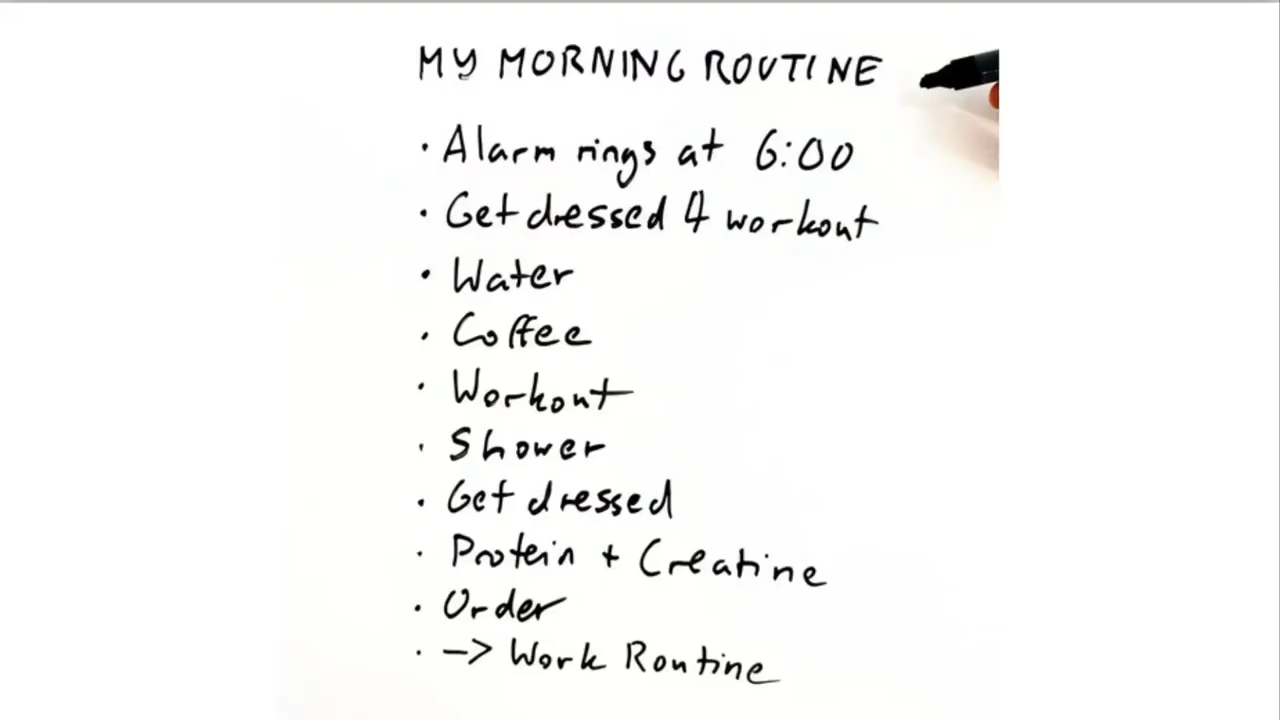 MY MORNING ROUTINE
· Alarm rings at 6:00
· Get dressed 4 workout
· Water
· Coffee
· Workout
· Shower
· Get dressed
· Protein + Creatine
· Order
· -> Work Routine